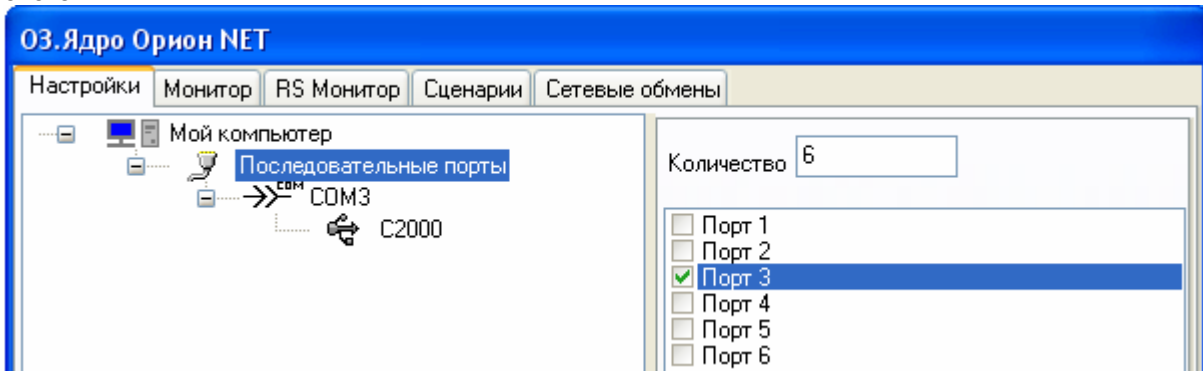 03.Ядро Орион NET
Настройки Монитор RS Монитор Сценарии Сетевые обмены
Мой компьютер
Последовательные порты
COM COM3
C2000
Количество 6
Порт 1
Порт 2
Порт 3
Порт 4
Порт 5
Порт 6